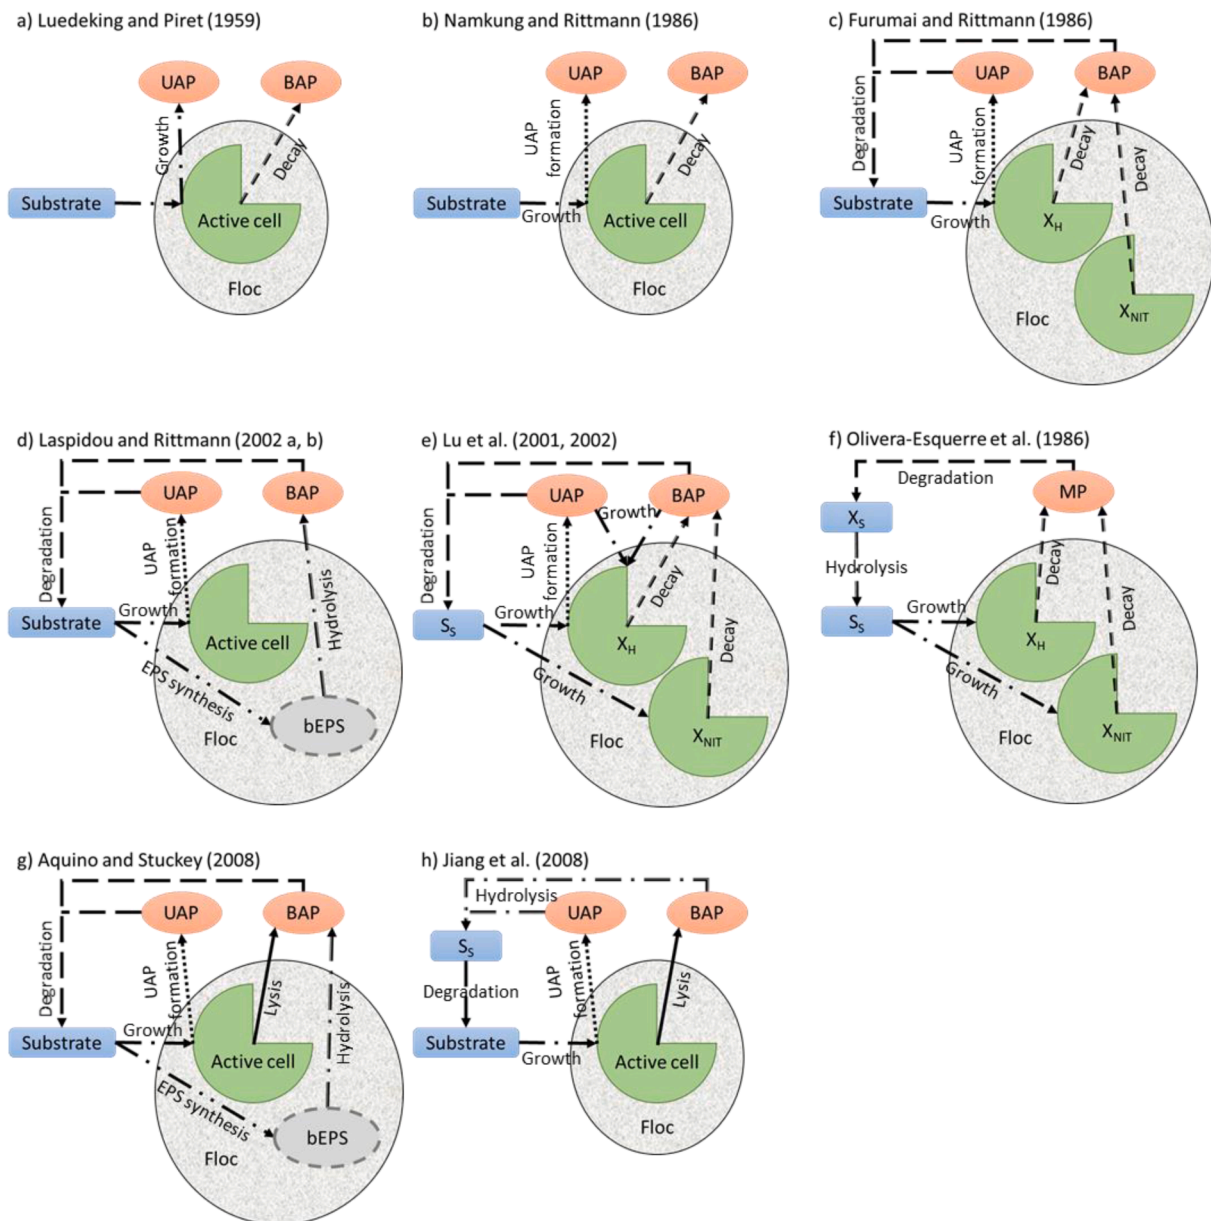 a) Luedeking and Piret (1959)
UAP
BAP
Growth
Decay
Substrate
Active cell
Floc
b) Namkung and Rittmann (1986)
UAP
BAP
UAP
formation
Decay
Substrate
Growth
Active cell
Floc
c) Furumai and Rittmann (1986)
UAP
BAP
Degradation
UAP
formation
Decay
Decay
Substrate
Growth
XH
XNIT
Floc
d) Laspidou and Rittmann (2002 a, b)
UAP
BAP
Degradation
UAP
formation
Hydrolysis
Substrate
Growth
Active cell
EPS synthesis
bEPS
Floc
e) Lu et al. (2001, 2002)
UAP
BAP
Growth
Degradation
UAP
formation
Decay
Decay
SS
Growth
XH
Growth
XNIT
Floc
f) Olivera-Esquerre et al. (1986)
Degradation
MP
XS
Hydrolysis
Decay
Decay
SS
Growth
XH
Growth
XNIT
Floc
g) Aquino and Stuckey (2008)
UAP
BAP
Degradation
UAP
formation
Lysis
Hydrolysis
Substrate
Growth
Active cell
EPS synthesis
bEPS
Floc
h) Jiang et al. (2008)
Hydrolysis
UAP
BAP
SS
Degradation
UAP
formation
Lysis
Substrate
Growth
Active cell
Floc